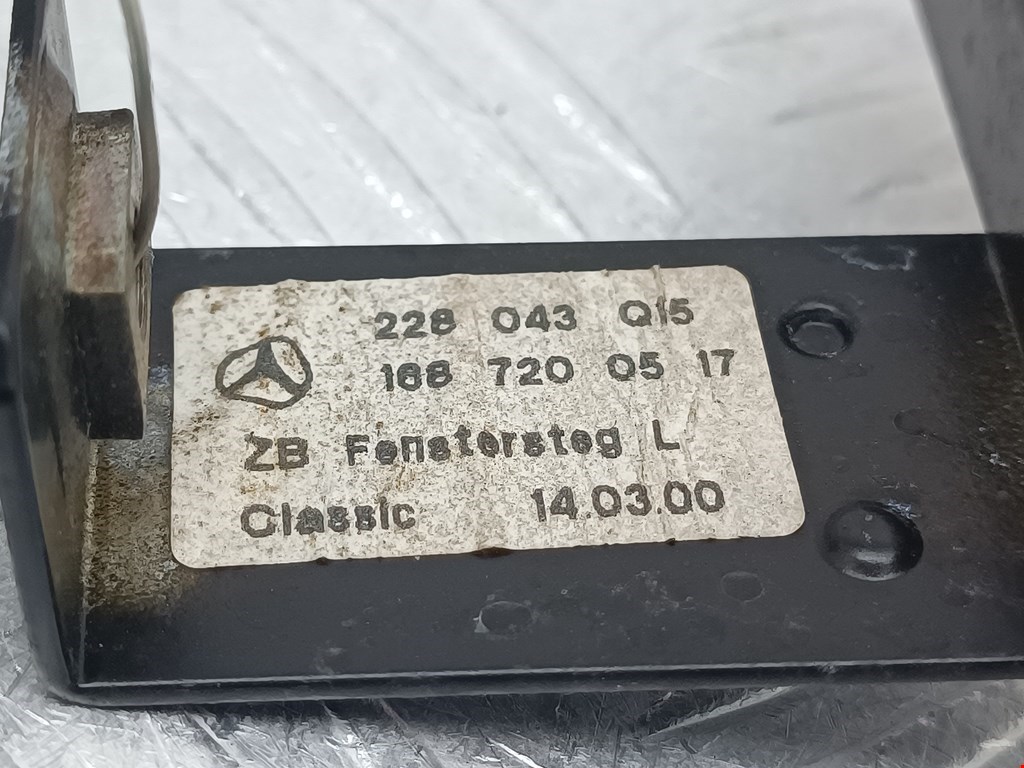 228 043 Q15
168 720 05 17
ZB Fenstersteg L
Classic 14.03.00